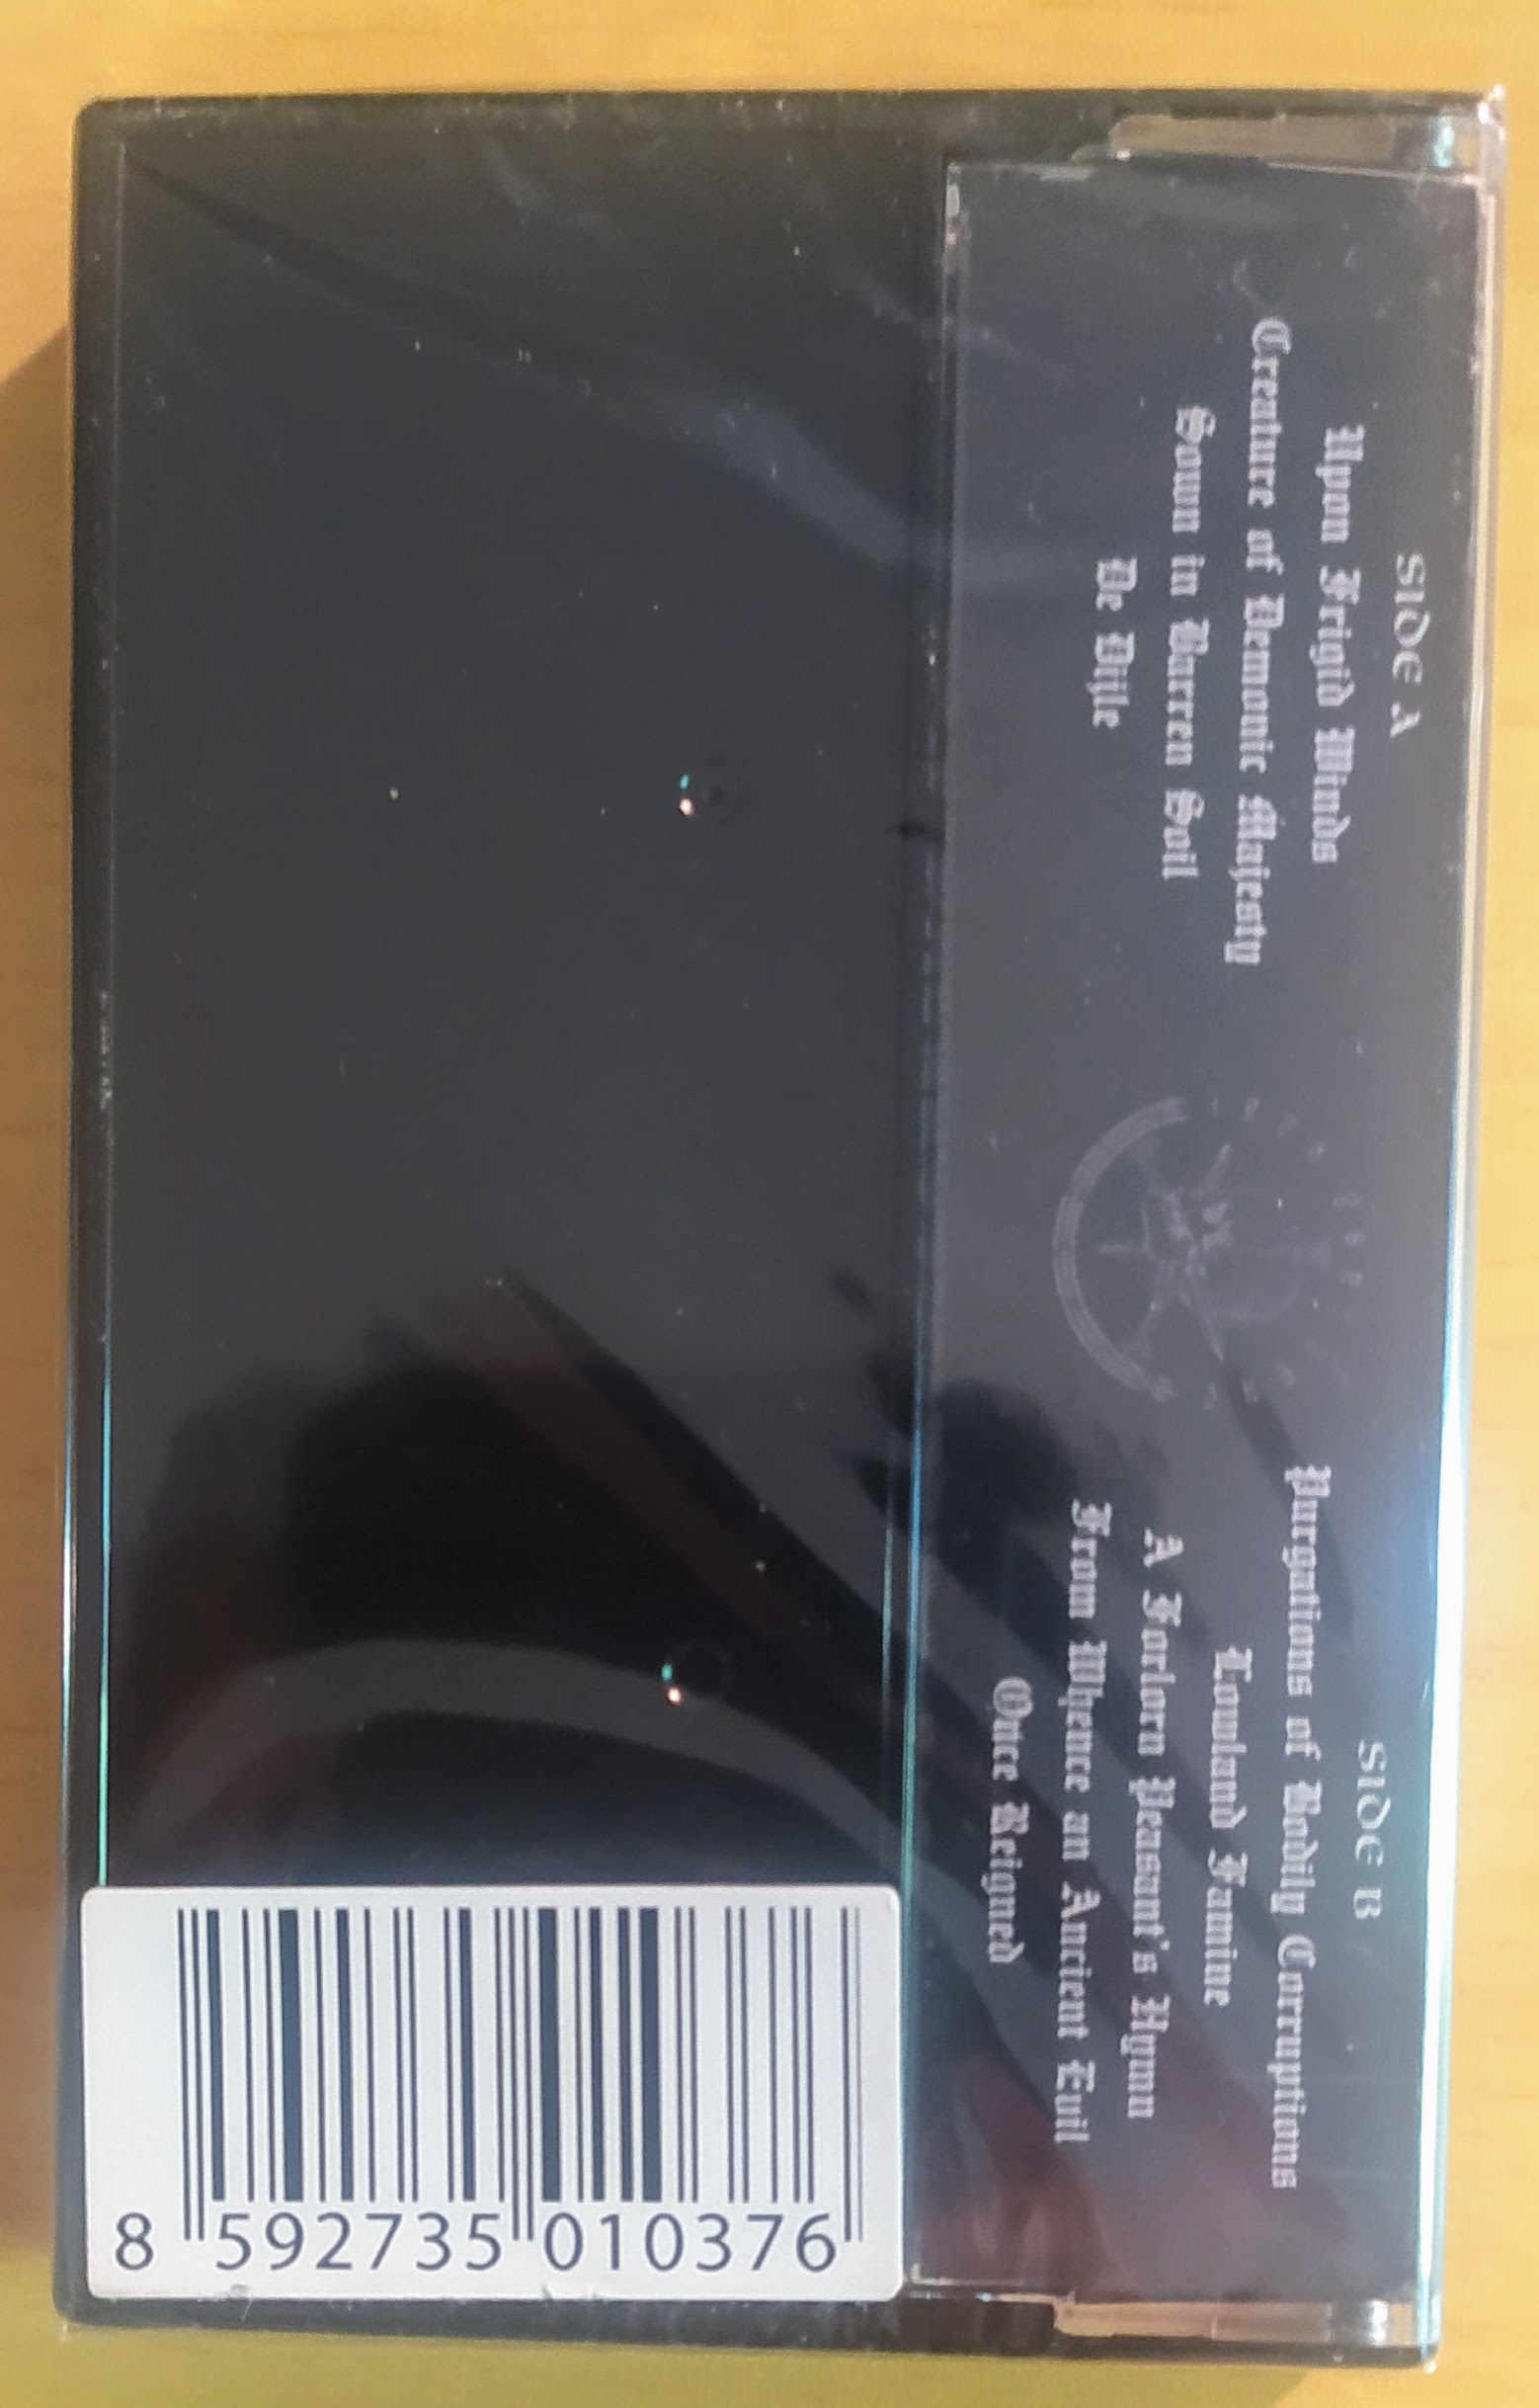 SIDE A
Upon Frigid Winds
Creature of Demonic Majesty
Sown in Barren Soil
De Dijle
SIDE B
Purgations of Bodily Corruptions
Lowland Famine
A Forlorn Peasant's Hymn
From Whence an Ancient Evil
Once Reigned
8 592735 010376